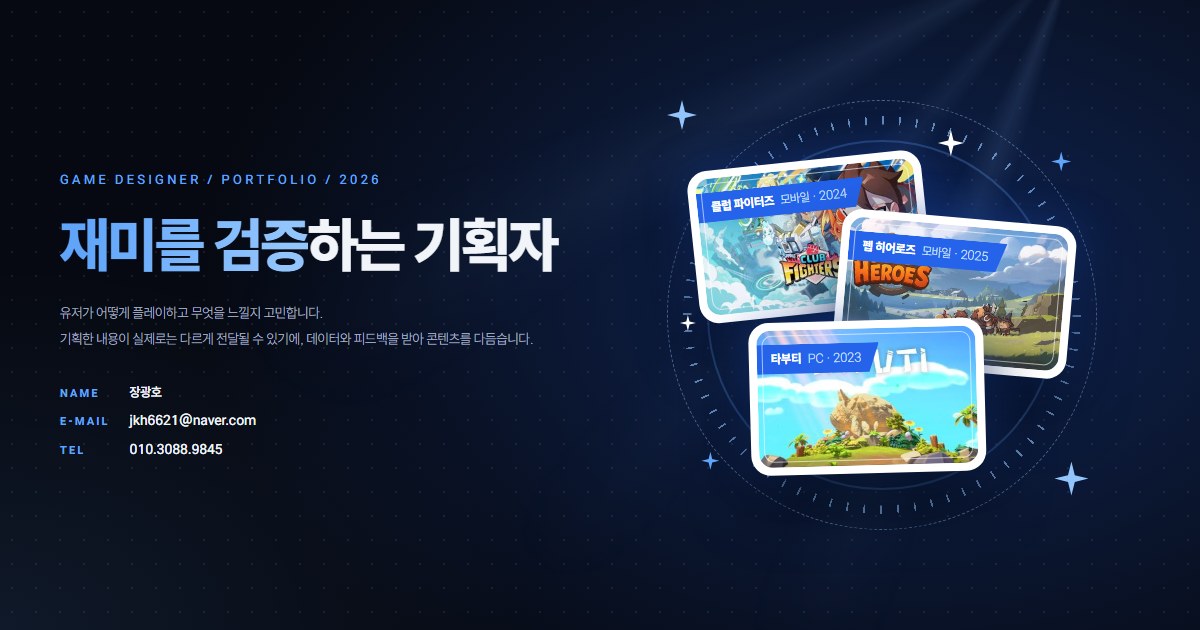 GAME DESIGNER / PORTFOLIO / 2026
재미를 검증하는 기획자
유저가 어떻게 플레이하고 무엇을 느낄지 고민합니다.
기획한 내용이 실제로는 다르게 전달될 수 있기에, 데이터와 피드백을 받아 콘텐츠를 다듬습니다.
NAME 장광호
E-MAIL jkh6621@naver.com
TEL 010.3088.9845
클럽 파이터즈 모바일 · 2024
CLUB
FIGHTERS
펩 히어로즈 모바일 · 2025
HEROES
타부티 PC · 2023
UTI